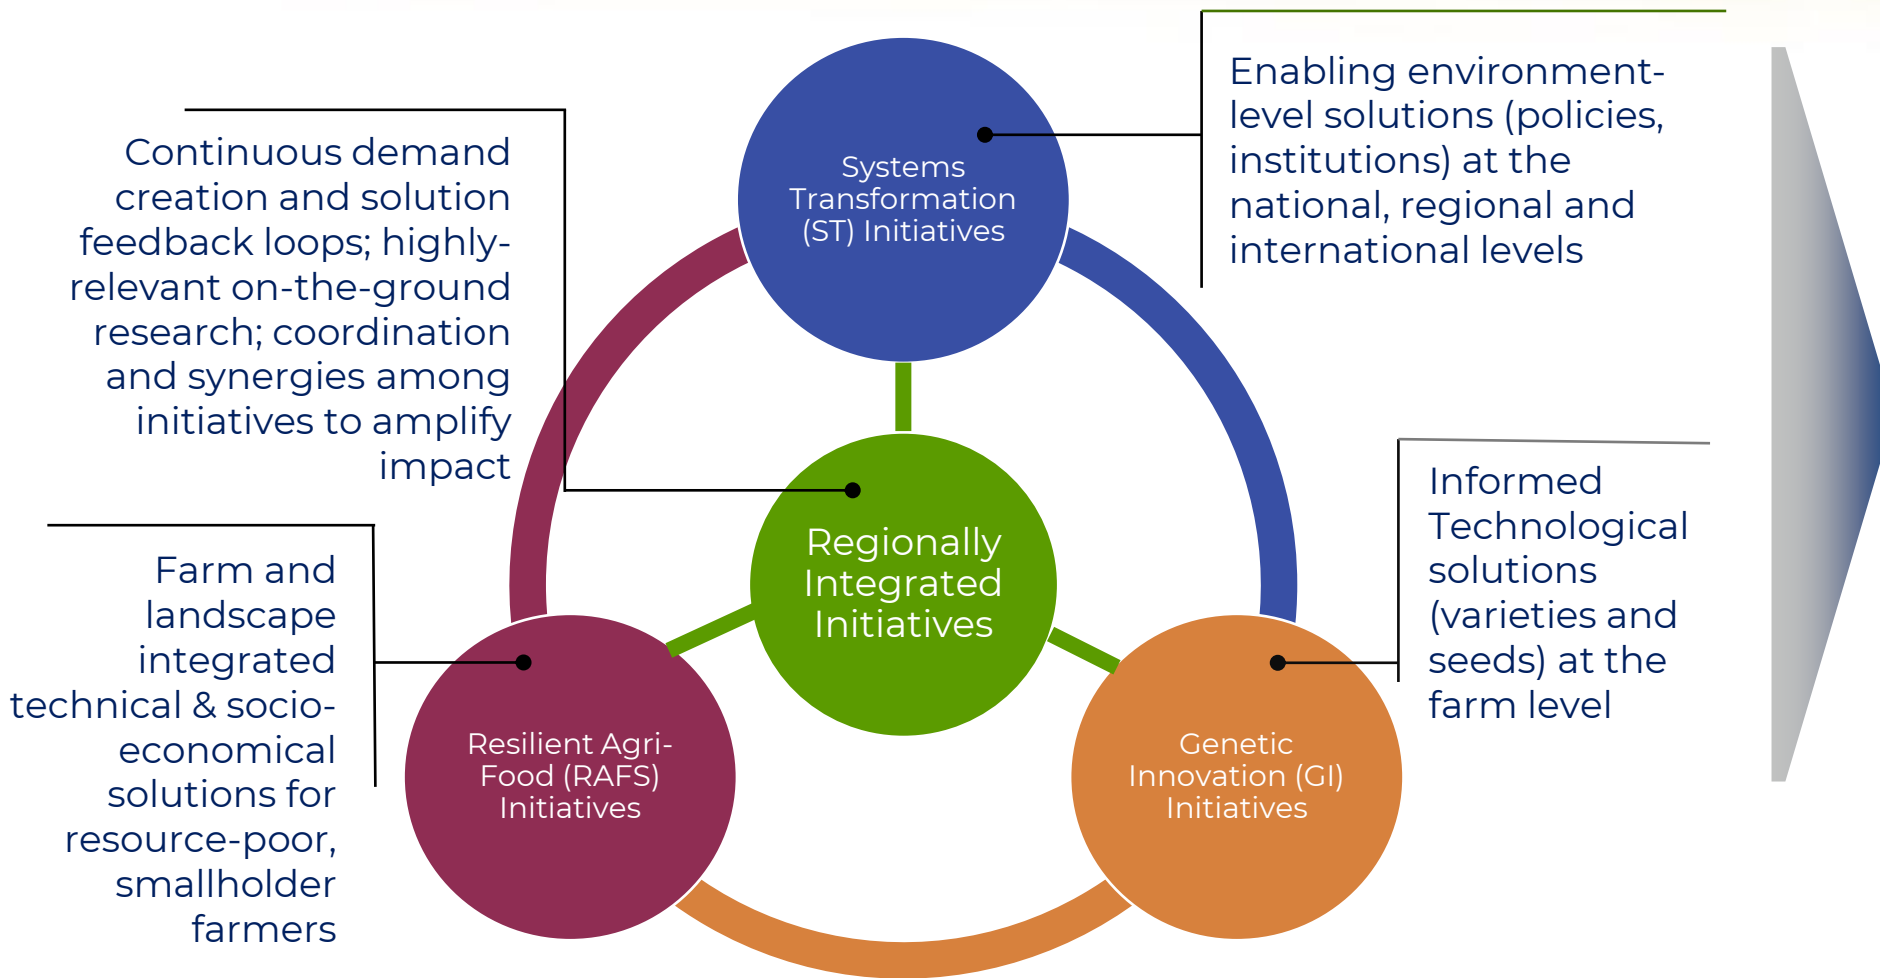 Enabling environment-
level solutions (policies,
institutions) at the
national, regional and
international levels
Continuous demand
creation and solution
feedback loops; highly-
relevant on-the-ground
research; coordination
and synergies among
initiatives to amplify
impact
Systems
Transformation
(ST) Initiatives
Regionally
Integrated
Initiatives
Informed
Technological
solutions
(varieties and
seeds) at the
farm level
Farm and
landscape
integrated
technical & socio-
economical
solutions for
resource-poor,
smallholder
farmers
Resilient Agri-
Food (RAFS)
Initiatives
Genetic
Innovation (GI)
Initiatives